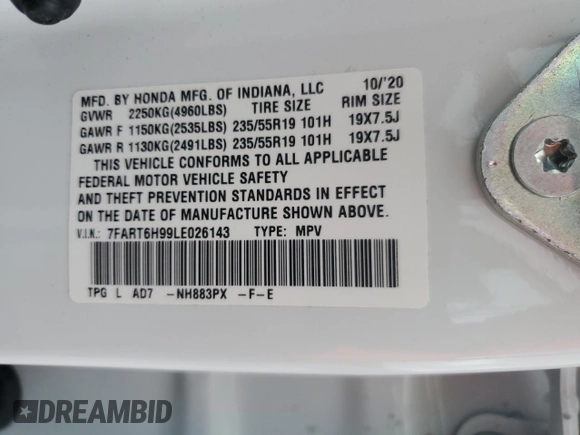 MFD. BY HONDA MFG. OF INDIANA, LLC 10/'20
GVWR 2250KG(4960LBS) TIRE SIZE RIM SIZE
GAWR F 1150KG(2535LBS) 235/55R19 101H 19X7.5J
GAWR R 1130KG(2491LBS) 235/55R19 101H 19X7.5J
THIS VEHICLE CONFORMS TO ALL APPLICABLE
FEDERAL MOTOR VEHICLE SAFETY
AND THEFT PREVENTION STANDARDS IN EFFECT
ON THE DATE OF MANUFACTURE SHOWN ABOVE.
V.I.N.: 7FART6H99LE026143 TYPE: MPV
TPG L AD7 -NH883PX -F-E
DREAMBID